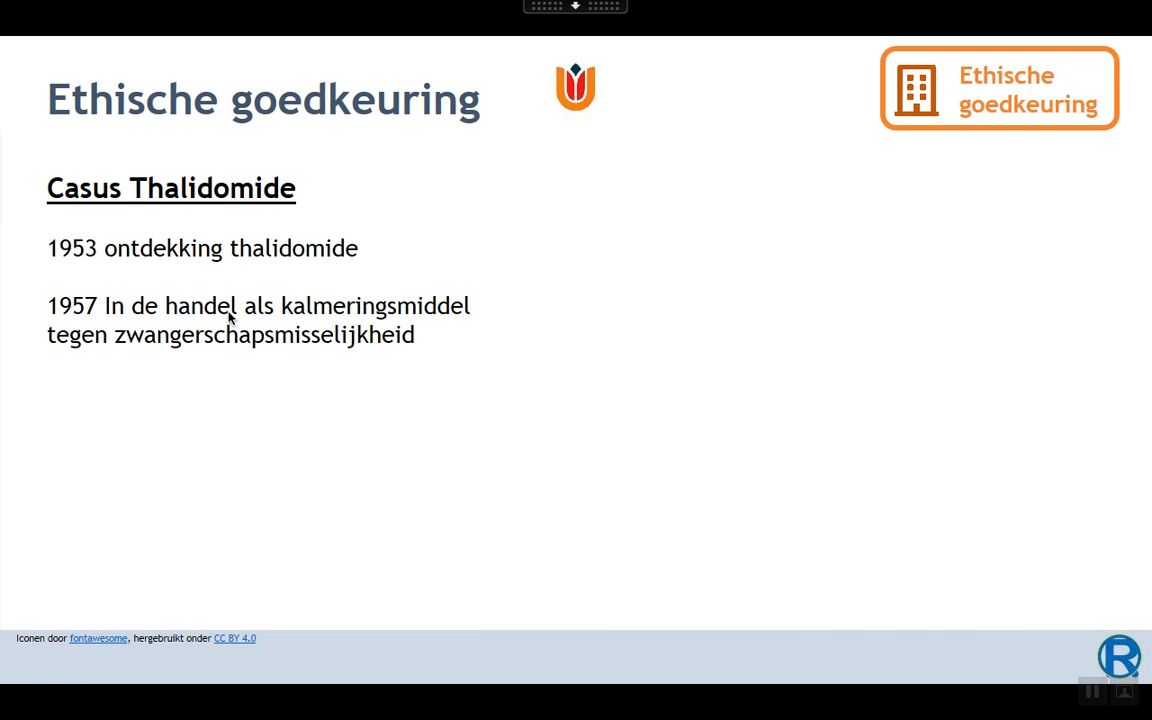 Ethische goedkeuring
Ethische
goedkeuring
Casus Thalidomide
1953 ontdekking thalidomide
1957 In de handel als kalmeringsmiddel
tegen zwangerschapsmisselijkheid
Iconen door fontawesome, hergebruikt onder CC BY 4.0
R